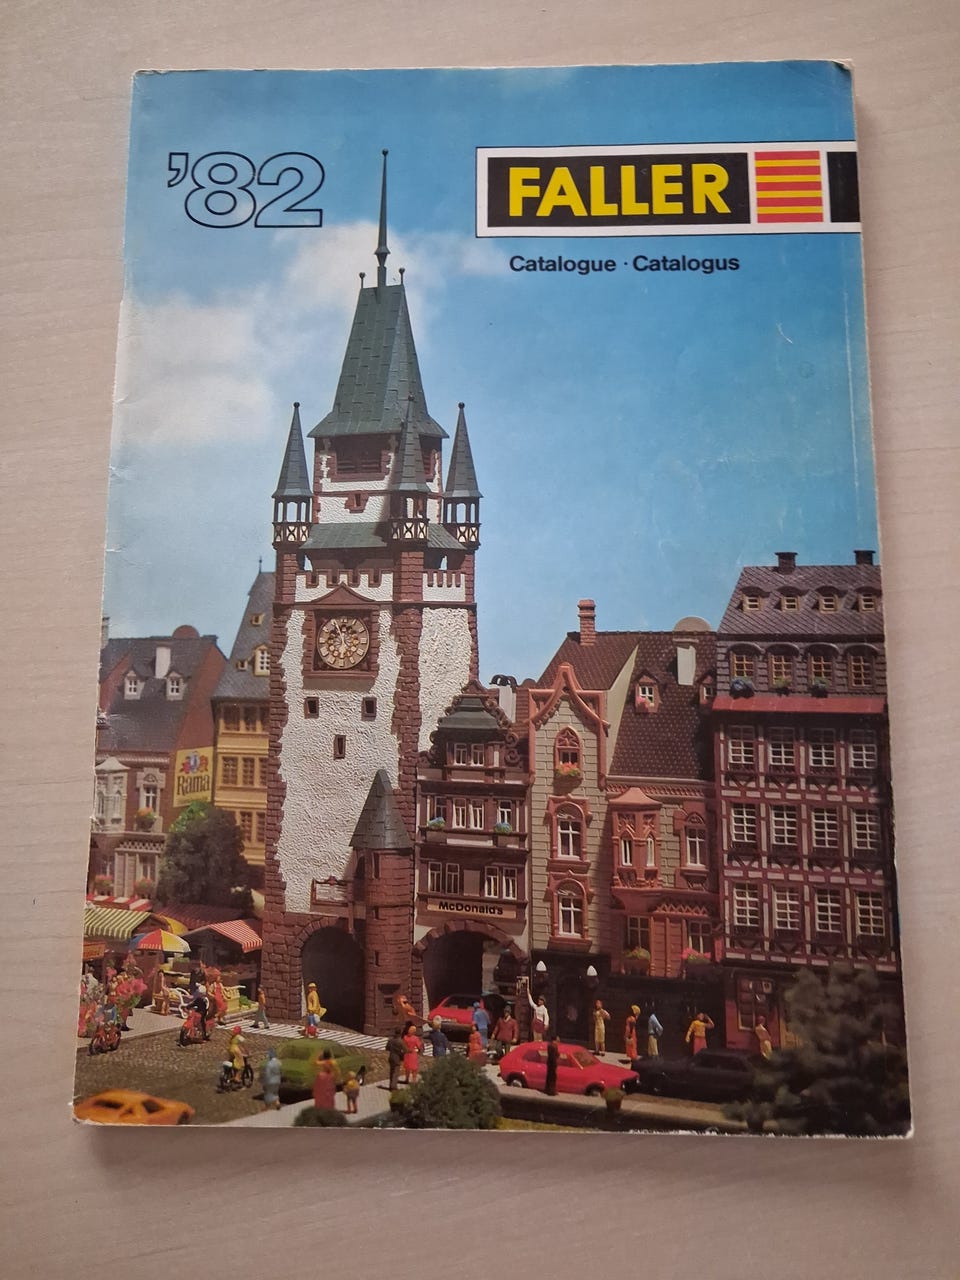 '82
FALLER
Catalogue · Catalogus
Rama
McDonald's